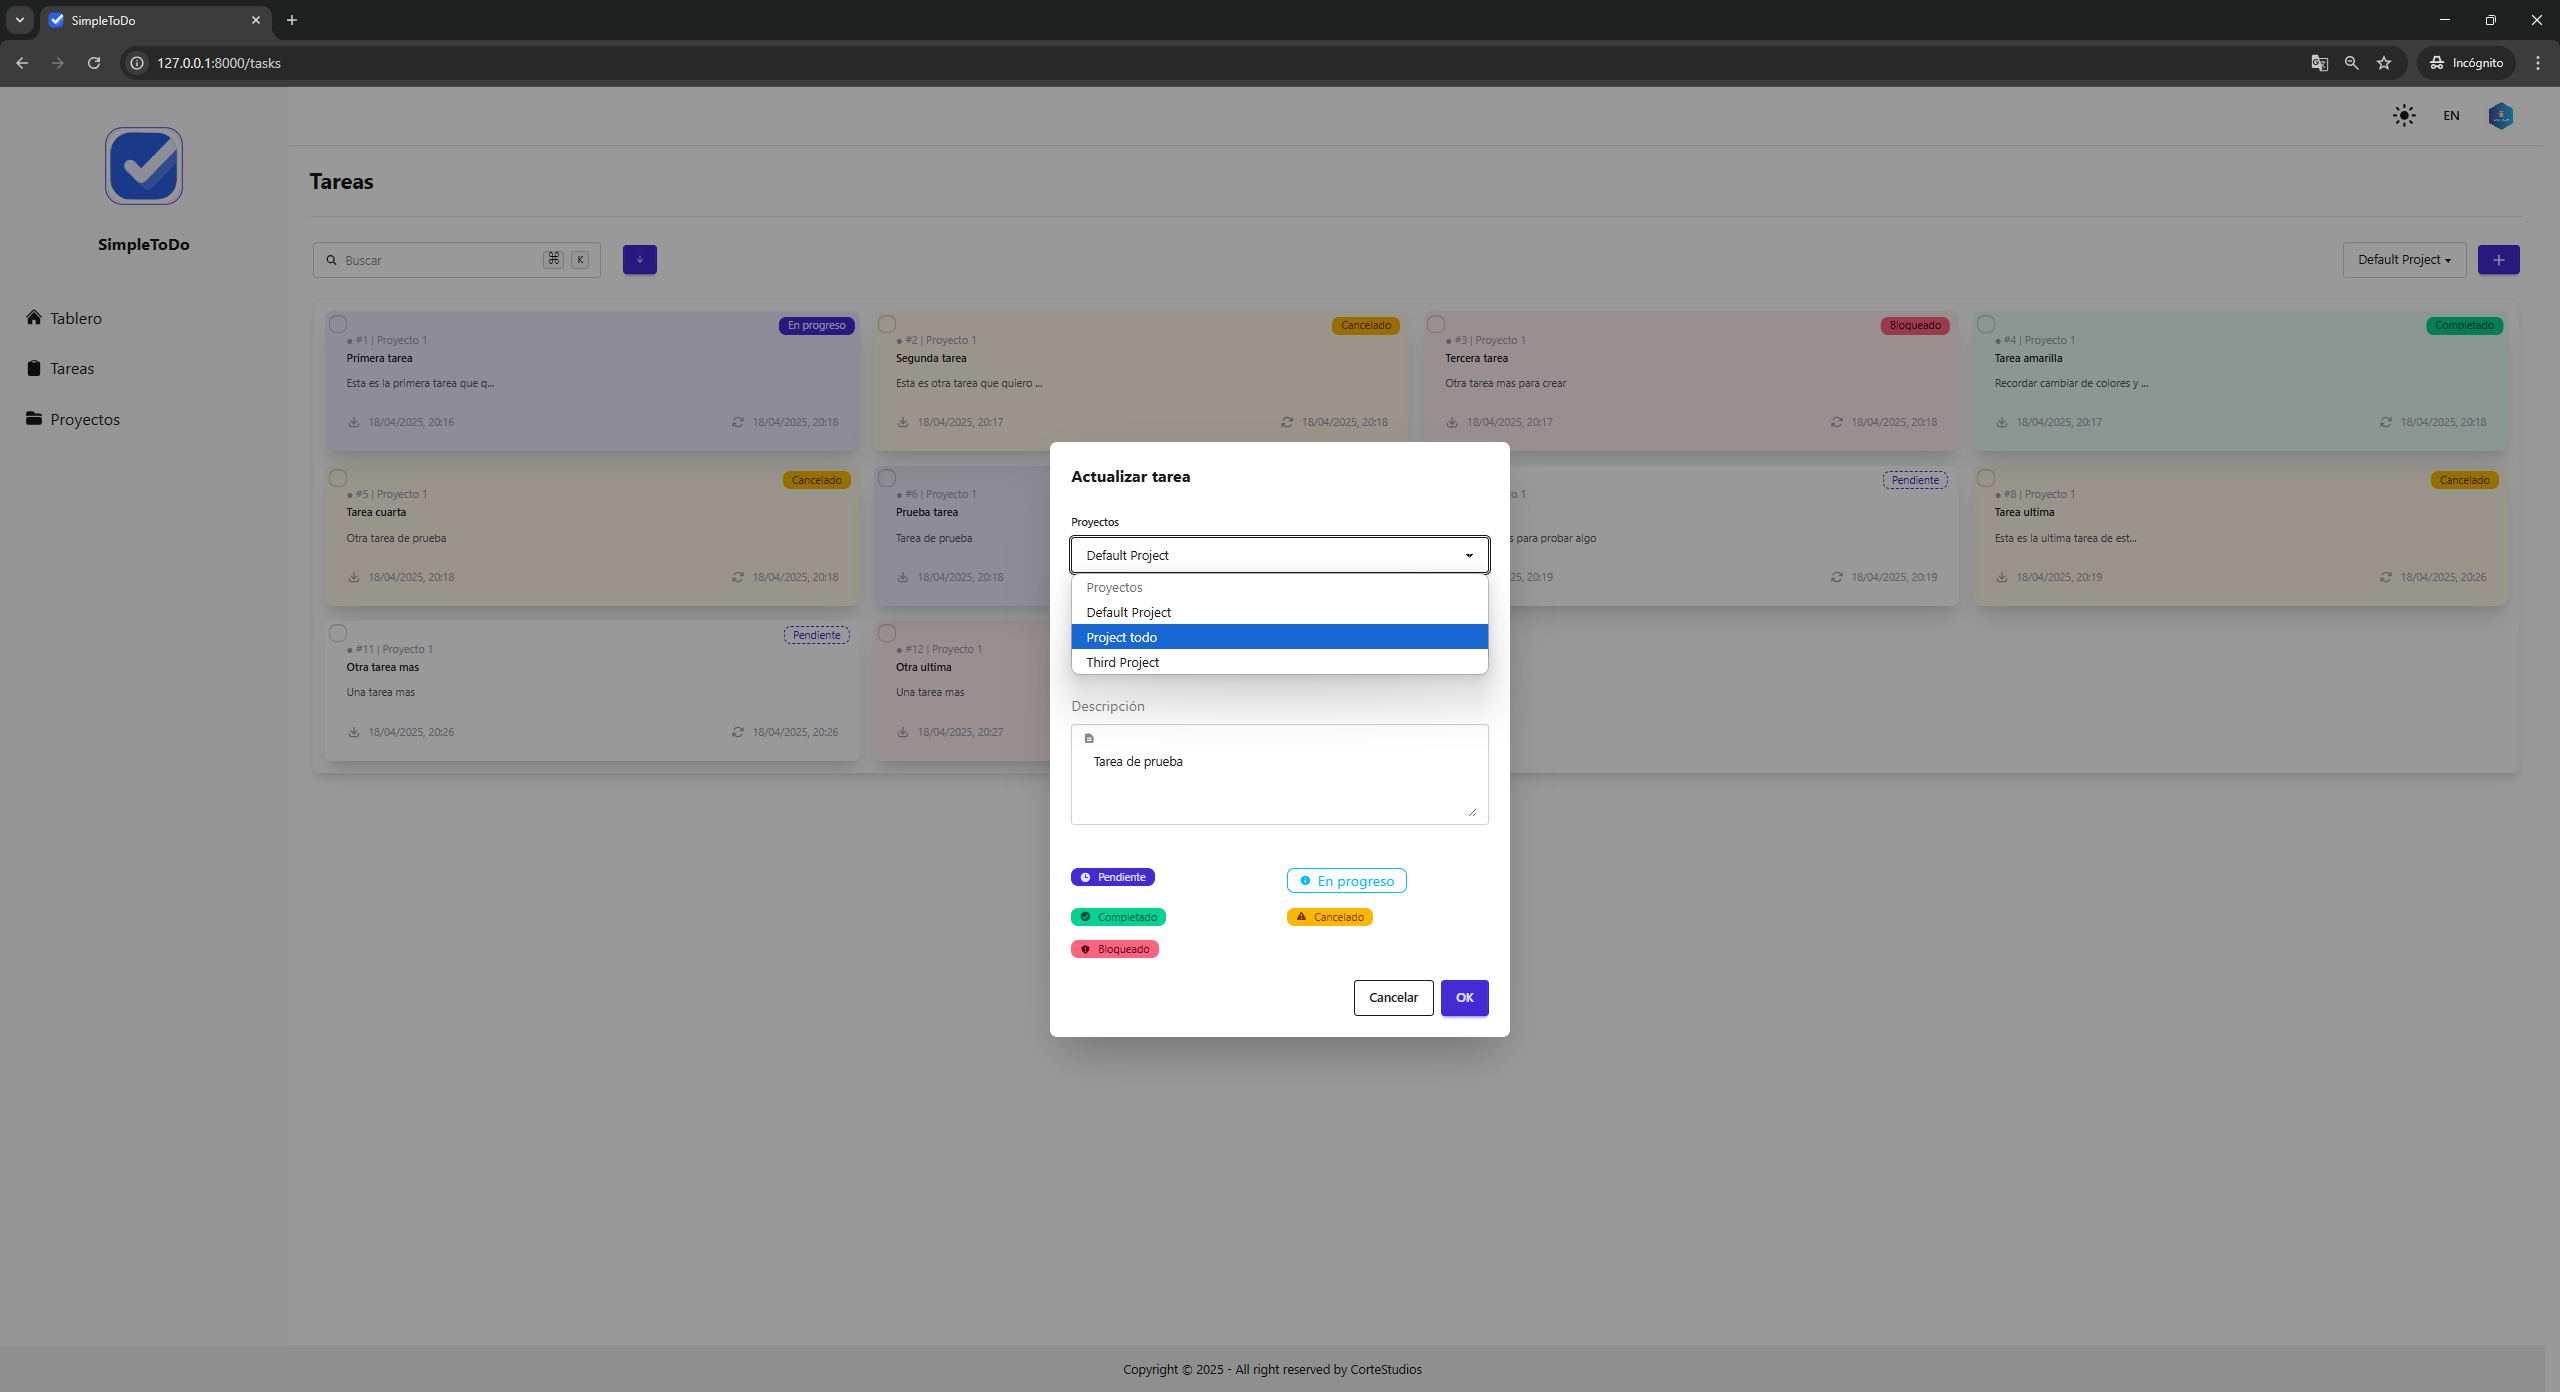 SimpleToDo
127.0.0.1:8000/tasks
Incógnito
EN
SimpleToDo
Tablero
Tareas
Proyectos
Tareas
Buscar ⌘ K
Default Project
#1 | Proyecto 1 En progreso
Primera tarea
Esta es la primera tarea que q...
18/04/2025, 20:16 18/04/2025, 20:18
#2 | Proyecto 1 Cancelado
Segunda tarea
Esta es otra tarea que quiero ...
18/04/2025, 20:17 18/04/2025, 20:18
#3 | Proyecto 1 Bloqueado
Tercera tarea
Otra tarea mas para crear
18/04/2025, 20:17 18/04/2025, 20:18
#4 | Proyecto 1 Completado
Tarea amarilla
Recordar cambiar de colores y ...
18/04/2025, 20:17 18/04/2025, 20:18
#5 | Proyecto 1 Cancelado
Tarea cuarta
Otra tarea de prueba
18/04/2025, 20:18 18/04/2025, 20:18
#6 | Proyecto 1
Prueba tarea
Tarea de prueba
18/04/2025, 20:18
o 1 Pendiente
s para probar algo
25, 20:19 18/04/2025, 20:19
#8 | Proyecto 1 Cancelado
Tarea ultima
Esta es la ultima tarea de est...
18/04/2025, 20:19 18/04/2025, 20:26
#11 | Proyecto 1 Pendiente
Otra tarea mas
Una tarea mas
18/04/2025, 20:26 18/04/2025, 20:26
#12 | Proyecto 1
Otra ultima
Una tarea mas
18/04/2025, 20:27
Actualizar tarea
Proyectos
Default Project
Proyectos
Default Project
Project todo
Third Project
Descripción
Tarea de prueba
Pendiente En progreso
Completado Cancelado
Bloqueado
Cancelar OK
Copyright © 2025 - All right reserved by CorteStudios